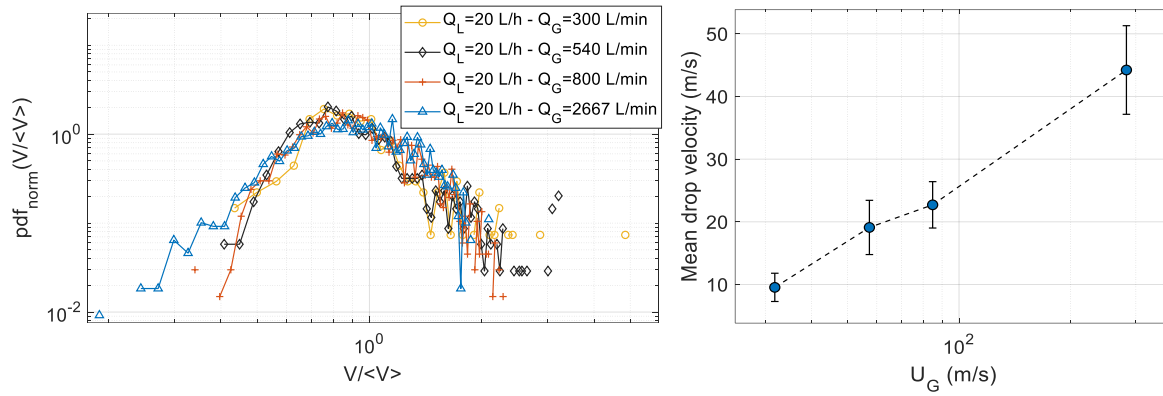 Q_L=20 L/h - Q_G=300 L/min
Q_L=20 L/h - Q_G=540 L/min
Q_L=20 L/h - Q_G=800 L/min
Q_L=20 L/h - Q_G=2667 L/min
pdf_norm(V/<V>)
10^0
10^-2
10^0
V/<V>
Mean drop velocity (m/s)
50
40
30
20
10
10^2
U_G (m/s)